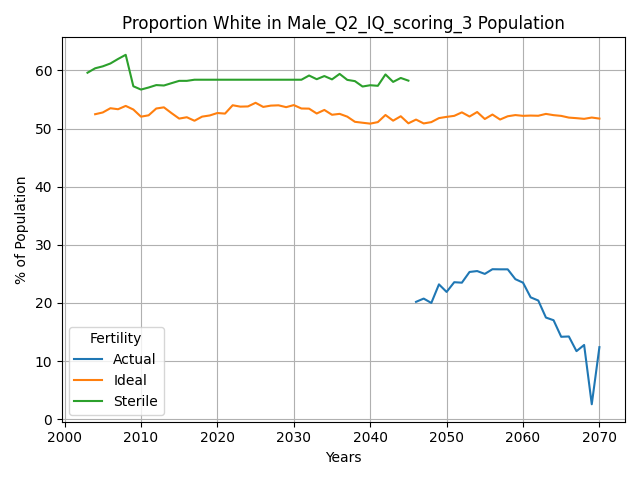 Proportion White in Male_Q2_IQ_scoring_3 Population
% of Population
60
50
40
30
20
10
0
Fertility
Actual
Ideal
Sterile
2000 2010 2020 2030 2040 2050 2060 2070
Years